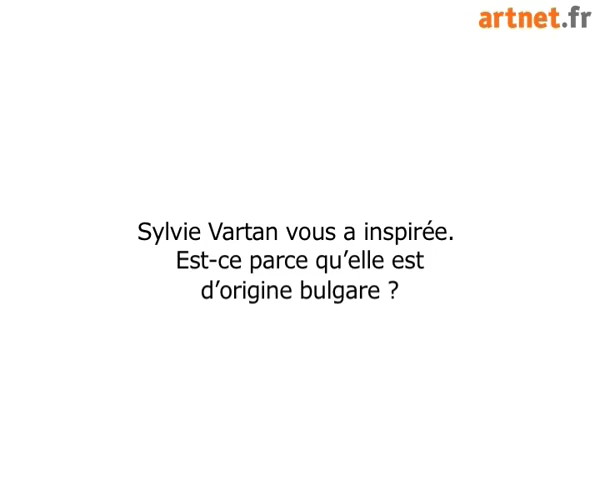 artnet.fr
Sylvie Vartan vous a inspirée.
Est-ce parce qu’elle est
d’origine bulgare ?